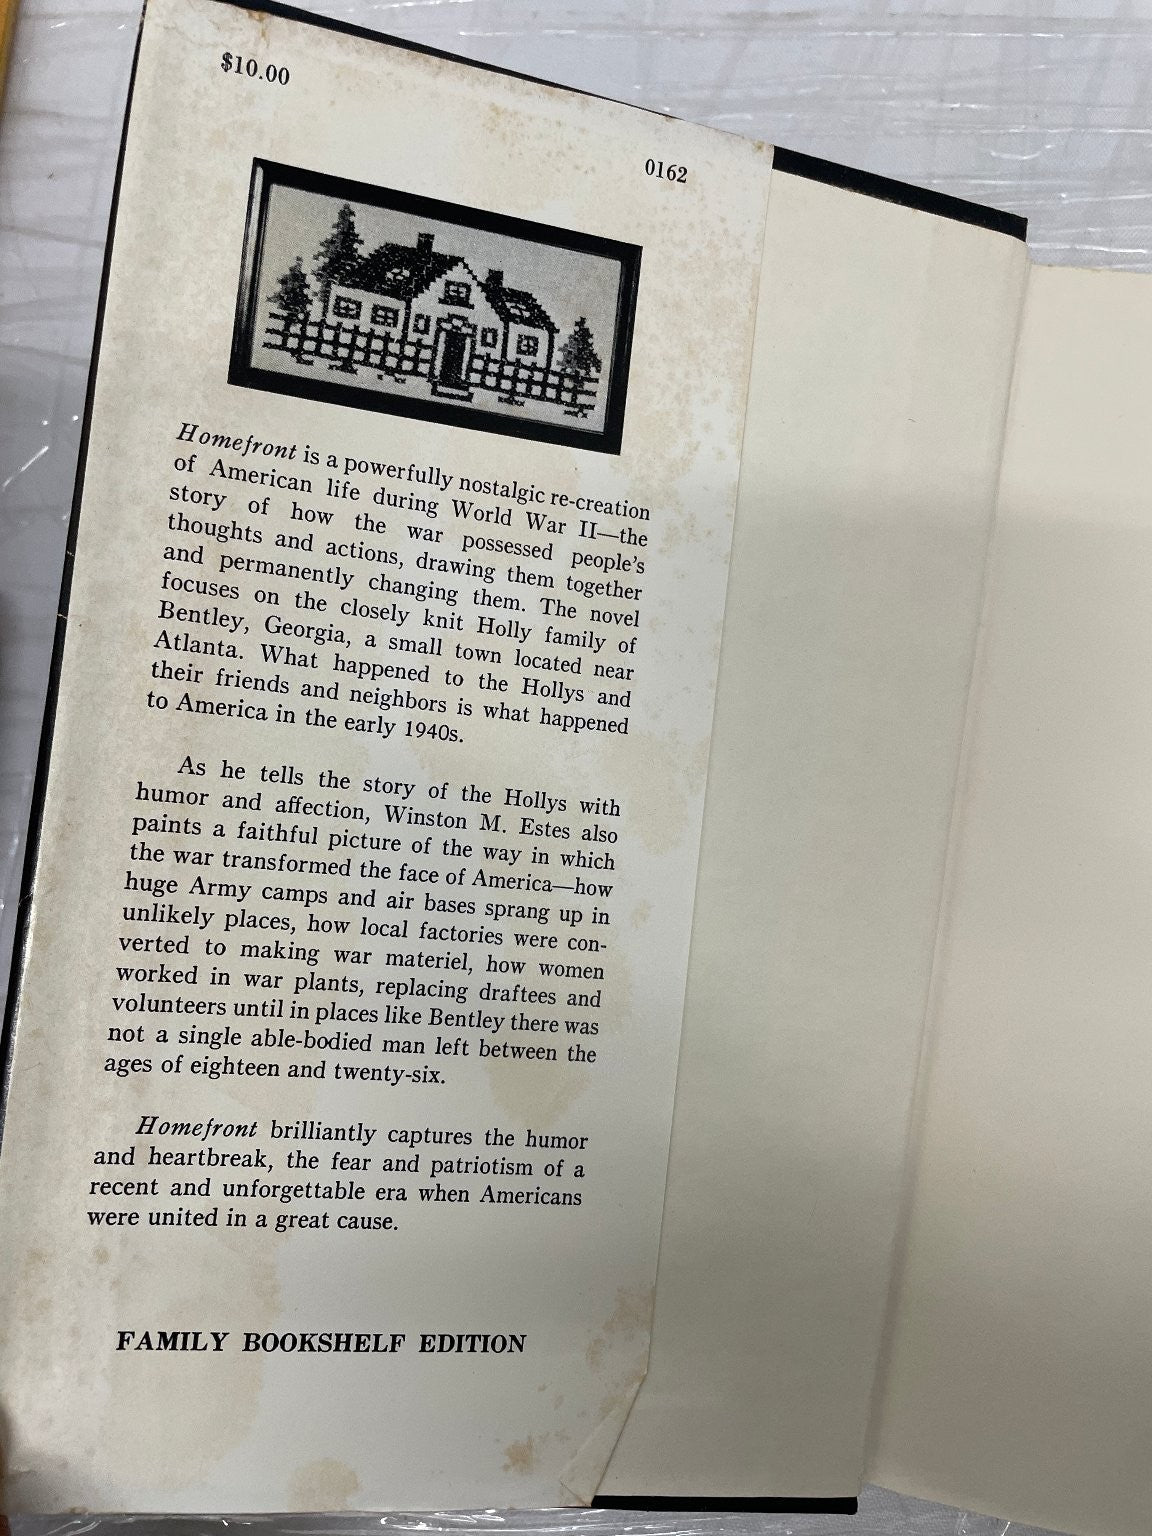 $10.00
0162
Homefront is a powerfully nostalgic re-creation
of American life during World War II—the
story of how the war possessed people's
thoughts and actions, drawing them together
and permanently changing them. The novel
focuses on the closely knit Holly family of
Bentley, Georgia, a small town located near
Atlanta. What happened to the Hollys and
their friends and neighbors is what happened
to America in the early 1940s.
As he tells the story of the Hollys with
humor and affection, Winston M. Estes also
paints a faithful picture of the way in which
the war transformed the face of America—how
huge Army camps and air bases sprang up in
unlikely places, how local factories were con-
verted to making war materiel, how women
worked in war plants, replacing draftees and
volunteers until in places like Bentley there was
not a single able-bodied man left between the
ages of eighteen and twenty-six.
Homefront brilliantly captures the humor
and heartbreak, the fear and patriotism of a
recent and unforgettable era when Americans
were united in a great cause.
FAMILY BOOKSHELF EDITION